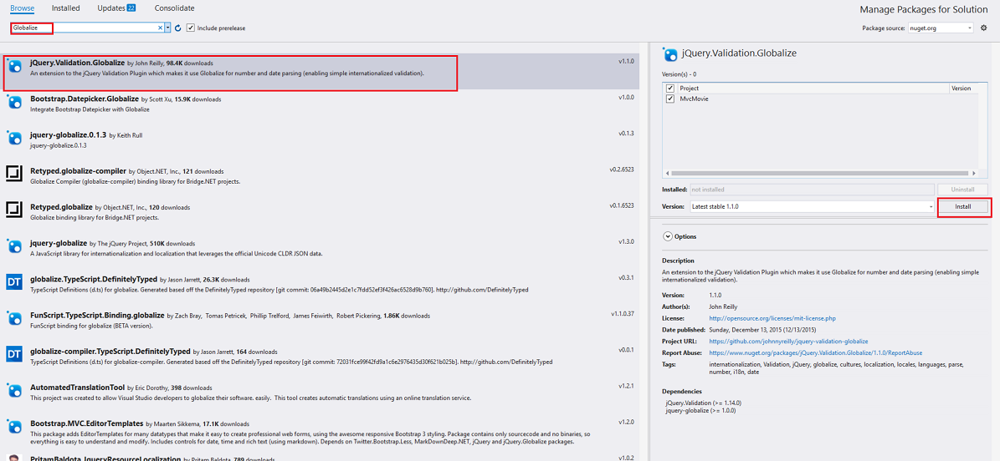 Browse Installed Updates 22 Consolidate
Manage Packages for Solution
Globalize Include prerelease
Package source: nuget.org
jQuery.Validation.Globalize by John Reilly, 98.4K downloads v1.1.0
An extension to the jQuery Validation Plugin which makes it use Globalize for number and date parsing (enabling simple internationalized validation).
Bootstrap.Datepicker.Globalize by Scott Xu, 15.9K downloads v1.0.0
Integrate Bootstrap Datepicker with Globalize
jquery-globalize.0.1.3 by Keith Rull v0.1.3
jquery-globalize.0.1.3
Retyped.globalize-compiler by Object.NET, Inc., 121 downloads v0.2.6523
Globalize Compiler (globalize-compiler) binding library for Bridge.NET projects.
Retyped.globalize by Object.NET, Inc., 120 downloads v0.1.6523
Globalize binding library for Bridge.NET projects.
jquery-globalize by The jQuery Project, 510K downloads v1.3.0
A JavaScript library for internationalization and localization that leverages the official Unicode CLDR JSON data.
DT globalize.TypeScript.DefinitelyTyped by Jason Jarrett, 26.3K downloads v0.3.1
TypeScript Definitions (d.ts) for globalize. Generated based off the DefinitelyTyped repository [git commit: 06a49b2445d2e1c7fdd52ef3f426ac6528d9b760]. http://github.com/DefinitelyTyped
FunScript.TypeScript.Binding.globalize by Zach Bray, Tomas Petricek, Phillip Trelford, James Feiwirth, Robert Pickering, 1.86K downloads v1.1.0.37
FunScript binding for globalize (BETA version).
DT globalize-compiler.TypeScript.DefinitelyTyped by Jason Jarrett, 164 downloads v0.0.1
TypeScript Definitions (d.ts) for globalize-compiler. Generated based off the DefinitelyTyped repository [git commit: 72031fce99f42fd9a1c6e2976435d30f621b025b]. http://github.com/DefinitelyTyped
AutomatedTranslationTool by Eric Dorothy, 398 downloads v1.2.1
This project was created to allow Visual Studio developers to globalize their software. easily. This tool creates automatic translations using an online translation service.
Bootstrap.MVC.EditorTemplates by Maarten Sikkema, 17.1K downloads v1.2.0
This package adds EditorTemplates for many datatypes that make it easy to create professional web forms, using the awesome responsive Bootstrap 3 styling. Package contains only sourcecode and no binaries, so
everything is easy to understand and modify. Includes controls for date, time and rich text (using markdown). Depends on Twitter.Bootstrap.Less, MarkDownDeep.NET, jQuery and jQuery.Globalize packages.
PritamBaldota.JqueryResourceLocalization by Pritam Baldota, 789 downloads v1.0.2
jQuery.Validation.Globalize
Version(s) - 0
Project Version
MvcMovie
Installed: not installed Uninstall
Version: Latest stable 1.1.0 Install
Options
Description
An extension to the jQuery Validation Plugin which makes it use Globalize for number and date parsing (enabling simple
internationalized validation).
Version: 1.1.0
Author(s): John Reilly
License: http://opensource.org/licenses/mit-license.php
Date published: Sunday, December 13, 2015 (12/13/2015)
Project URL: https://github.com/johnnyreilly/jquery-validation-globalize
Report Abuse: https://www.nuget.org/packages/jQuery.Validation.Globalize/1.1.0/ReportAbuse
Tags: internationalization, Validation, jQuery, globalize, cultures, localization, locales, languages, parse,
number, i18n, date
Dependencies
jQuery.Validation (>= 1.14.0)
jquery-globalize (>= 1.0.0)